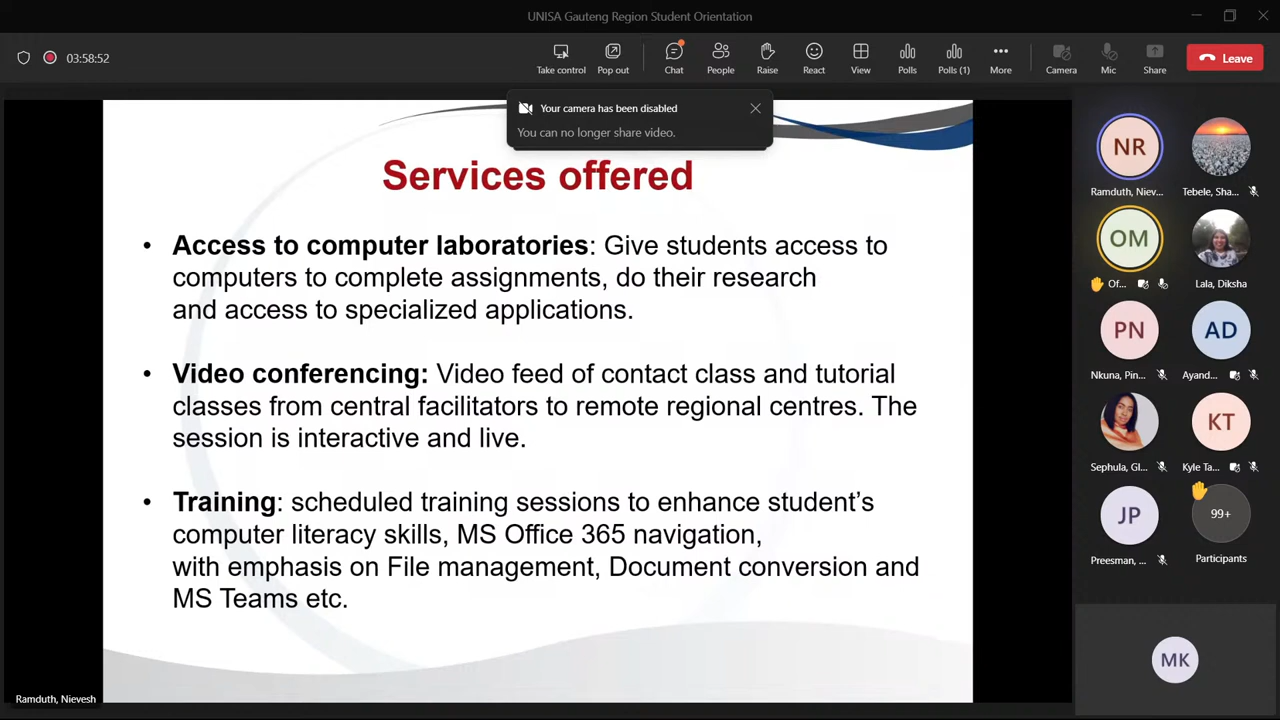 UNISA Gauteng Region Student Orientation
03:58:52
Take control
Pop out
Chat
People
Raise
React
View
Polls
Polls (1)
More
Camera
Mic
Share
Leave
Your camera has been disabled
You can no longer share video.
Services offered
• Access to computer laboratories: Give students access to
computers to complete assignments, do their research
and access to specialized applications.
• Video conferencing: Video feed of contact class and tutorial
classes from central facilitators to remote regional centres. The
session is interactive and live.
• Training: scheduled training sessions to enhance student’s
computer literacy skills, MS Office 365 navigation,
with emphasis on File management, Document conversion and
MS Teams etc.
Ramduth, Nievesh
NR
Ramduth, Niev...
Tebele, Sha...
OM
Of...
Lala, Diksha
PN
Nkuna, Pin...
AD
Ayand...
Sephula, Gl...
KT
Kyle Ta...
JP
Preesman, ...
99+
Participants
MK